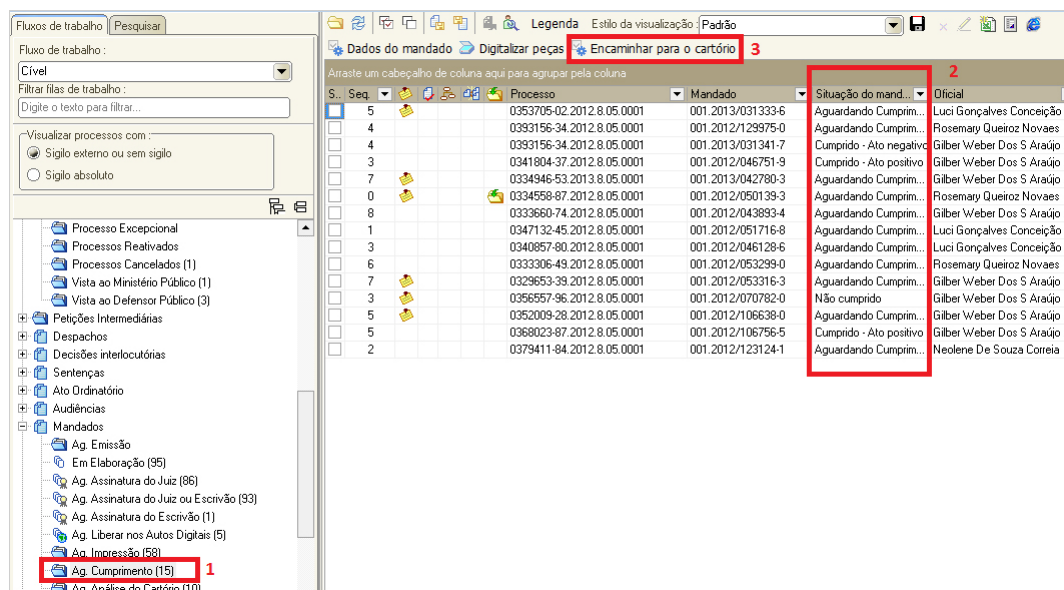 Fluxos de trabalho Pesquisar
Fluxo de trabalho :
Cível
Filtrar filas de trabalho :
Digite o texto para filtrar...
Visualizar processos com :
Sigilo externo ou sem sigilo
Sigilo absoluto
Processo Excepcional
Processos Reativados
Processos Cancelados (1)
Vista ao Ministério Público (1)
Vista ao Defensor Público (3)
Petições Intermediárias
Despachos
Decisões interlocutórias
Sentenças
Ato Ordinatório
Audiências
Mandados
Ag. Emissão
Em Elaboração (95)
Ag. Assinatura do Juiz (86)
Ag. Assinatura do Juiz ou Escrivão (93)
Ag. Assinatura do Escrivão (1)
Ag. Liberar nos Autos Digitais (5)
Ag. Impressão (58)
Ag. Cumprimento (15) 1
Ag. Análise do Cartório (10)
Legenda Estilo da visualização : Padrão
Dados do mandado Digitalizar peças Encaminhar para o cartório 3
Arraste um cabeçalho de coluna aqui para agrupar pela coluna 2
S.. Seq. Processo Mandado Situação do mand... Oficial
5 0353705-02.2012.8.05.0001 001.2013/031333-6 Aguardando Cumprim... Luci Gonçalves Conceição
4 0393156-34.2012.8.05.0001 001.2012/129975-0 Aguardando Cumprim... Rosemary Queiroz Novaes
4 0393156-34.2012.8.05.0001 001.2013/031341-7 Cumprido - Ato negativo Gilber Weber Dos S Araújo
3 0341804-37.2012.8.05.0001 001.2012/046751-9 Cumprido - Ato positivo Gilber Weber Dos S Araújo
7 0334946-53.2013.8.05.0001 001.2013/042780-3 Aguardando Cumprim... Gilber Weber Dos S Araújo
0 0334558-87.2012.8.05.0001 001.2012/050139-3 Aguardando Cumprim... Rosemary Queiroz Novaes
8 0333660-74.2012.8.05.0001 001.2012/043893-4 Aguardando Cumprim... Gilber Weber Dos S Araújo
1 0347132-45.2012.8.05.0001 001.2012/051716-8 Aguardando Cumprim... Luci Gonçalves Conceição
3 0340857-80.2012.8.05.0001 001.2012/046128-6 Aguardando Cumprim... Luci Gonçalves Conceição
6 0333306-49.2012.8.05.0001 001.2012/053299-0 Aguardando Cumprim... Rosemary Queiroz Novaes
7 0329653-39.2012.8.05.0001 001.2012/053316-3 Aguardando Cumprim... Gilber Weber Dos S Araújo
3 0356557-96.2012.8.05.0001 001.2012/070782-0 Não cumprido Gilber Weber Dos S Araújo
5 0352009-28.2012.8.05.0001 001.2012/106638-0 Aguardando Cumprim... Gilber Weber Dos S Araújo
5 0368023-87.2012.8.05.0001 001.2012/106756-5 Cumprido - Ato positivo Gilber Weber Dos S Araújo
2 0379411-84.2012.8.05.0001 001.2012/123124-1 Aguardando Cumprim... Neolene De Souza Correia